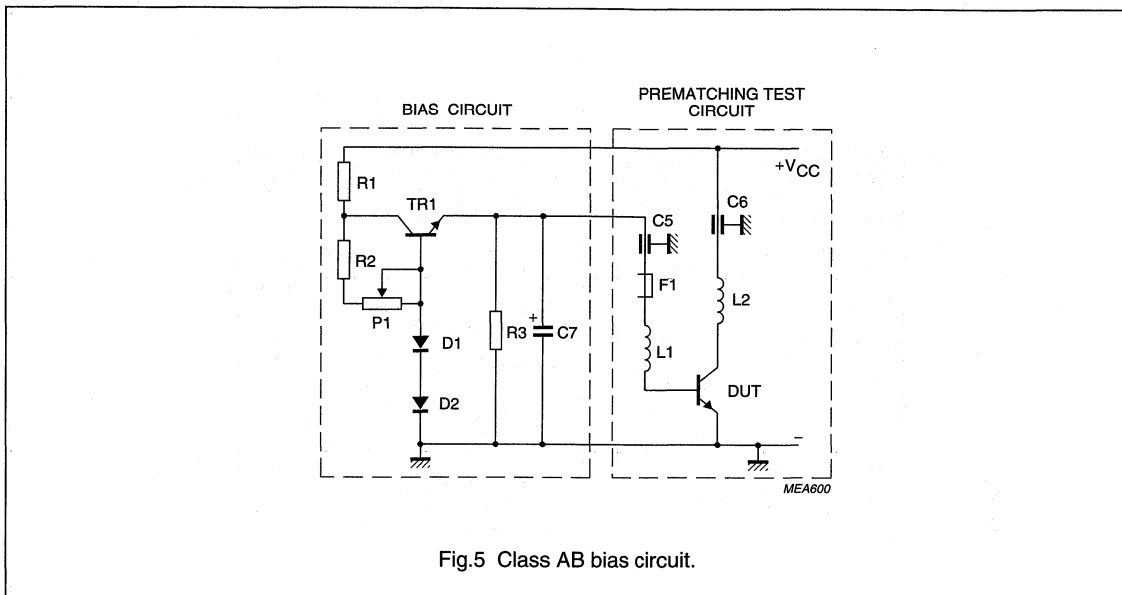 BIAS CIRCUIT
PREMATCHING TEST
CIRCUIT
+VCC
R1
TR1
C5
C6
R2
F1
P1
L2
D1
R3
+
C7
L1
D2
DUT
–
MEA600
Fig.5 Class AB bias circuit.